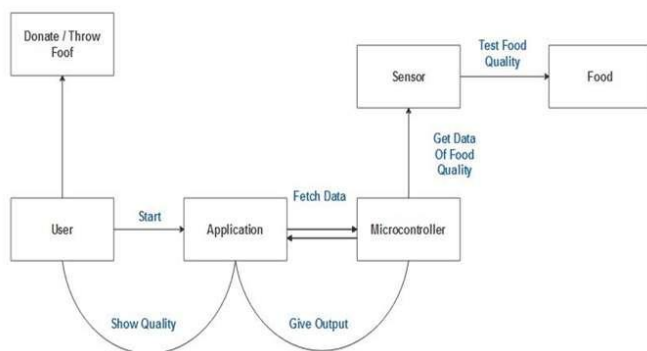 Donate / Throw
Foof
Test Food
Quality
Sensor
Food
Get Data
Of Food
Quality
Fetch Data
User
Start
Application
Microcontroller
Show Quality
Give Output